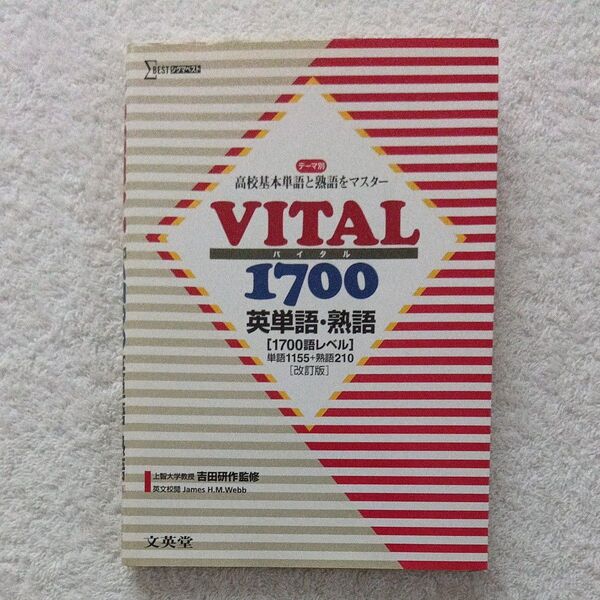 ΣBEST シグマベスト
テーマ別
高校基本単語と熟語をマスター
VITAL
バイタル
1700
英単語・熟語
[1700語レベル]
単語1155+熟語210
[改訂版]
上智大学教授 吉田研作監修
英文校閲 James H.M.Webb
文英堂